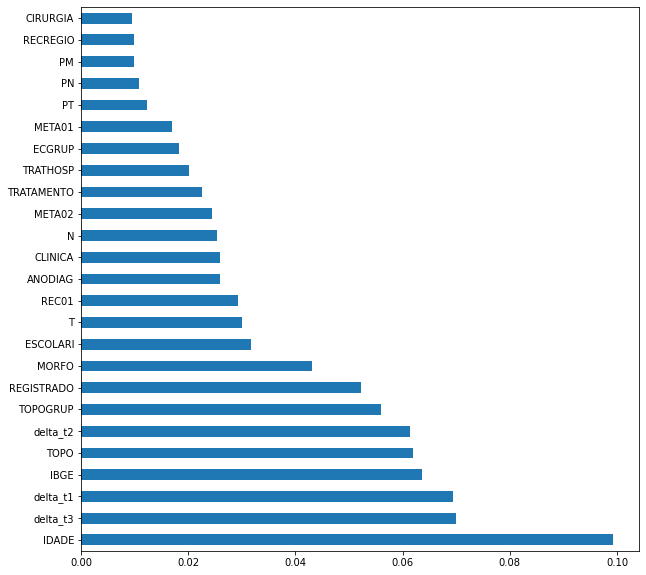 CIRURGIA
RECREGIO
PM
PN
PT
META01
ECGRUP
TRATHOSP
TRATAMENTO
META02
N
CLINICA
ANODIAG
REC01
T
ESCOLARI
MORFO
REGISTRADO
TOPOGRUP
delta_t2
TOPO
IBGE
delta_t1
delta_t3
IDADE
0.00 0.02 0.04 0.06 0.08 0.10